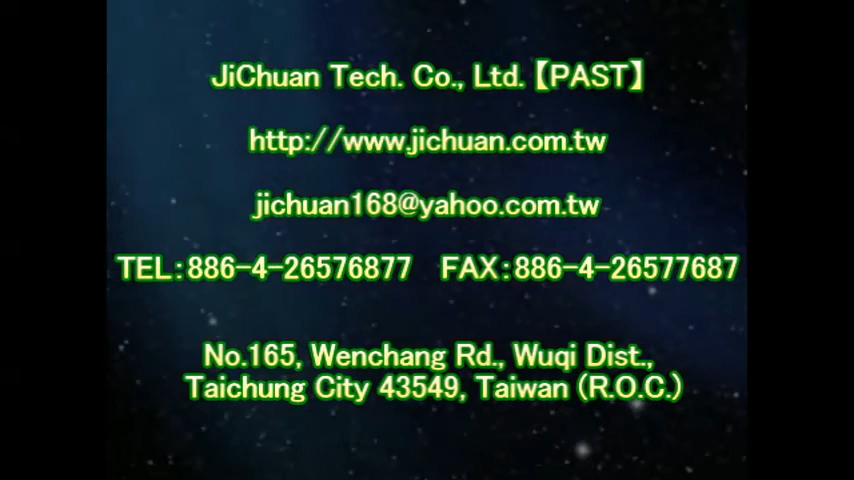 JiChuan Tech. Co., Ltd.【PAST】
http://www.jichuan.com.tw
jichuan168@yahoo.com.tw
TEL:886-4-26576877 FAX:886-4-26577687
No.165, Wenchang Rd., Wuqi Dist.,
Taichung City 43549, Taiwan (R.O.C.)